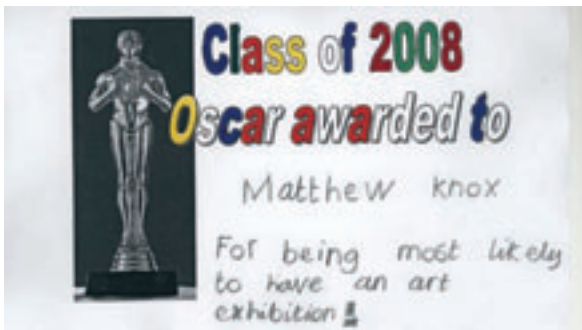 Class of 2008
Oscar awarded to
Matthew knox
For being most likely
to have an art
exhibition!